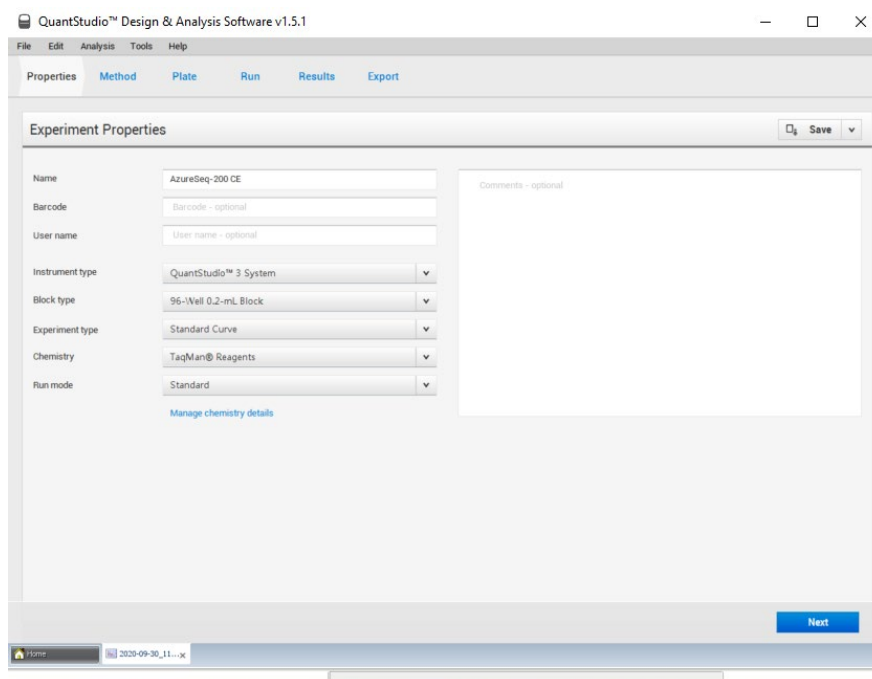 QuantStudio™ Design & Analysis Software v1.5.1
File Edit Analysis Tools Help
Properties Method Plate Run Results Export
Experiment Properties
Save
Name AzureSeq-200 CE
Comments - optional
Barcode Barcode - optional
User name User name - optional
Instrument type QuantStudio™ 3 System
Block type 96-Well 0.2-mL Block
Experiment type Standard Curve
Chemistry TaqMan® Reagents
Run mode Standard
Manage chemistry details
Next
Home 2020-09-30_11...x